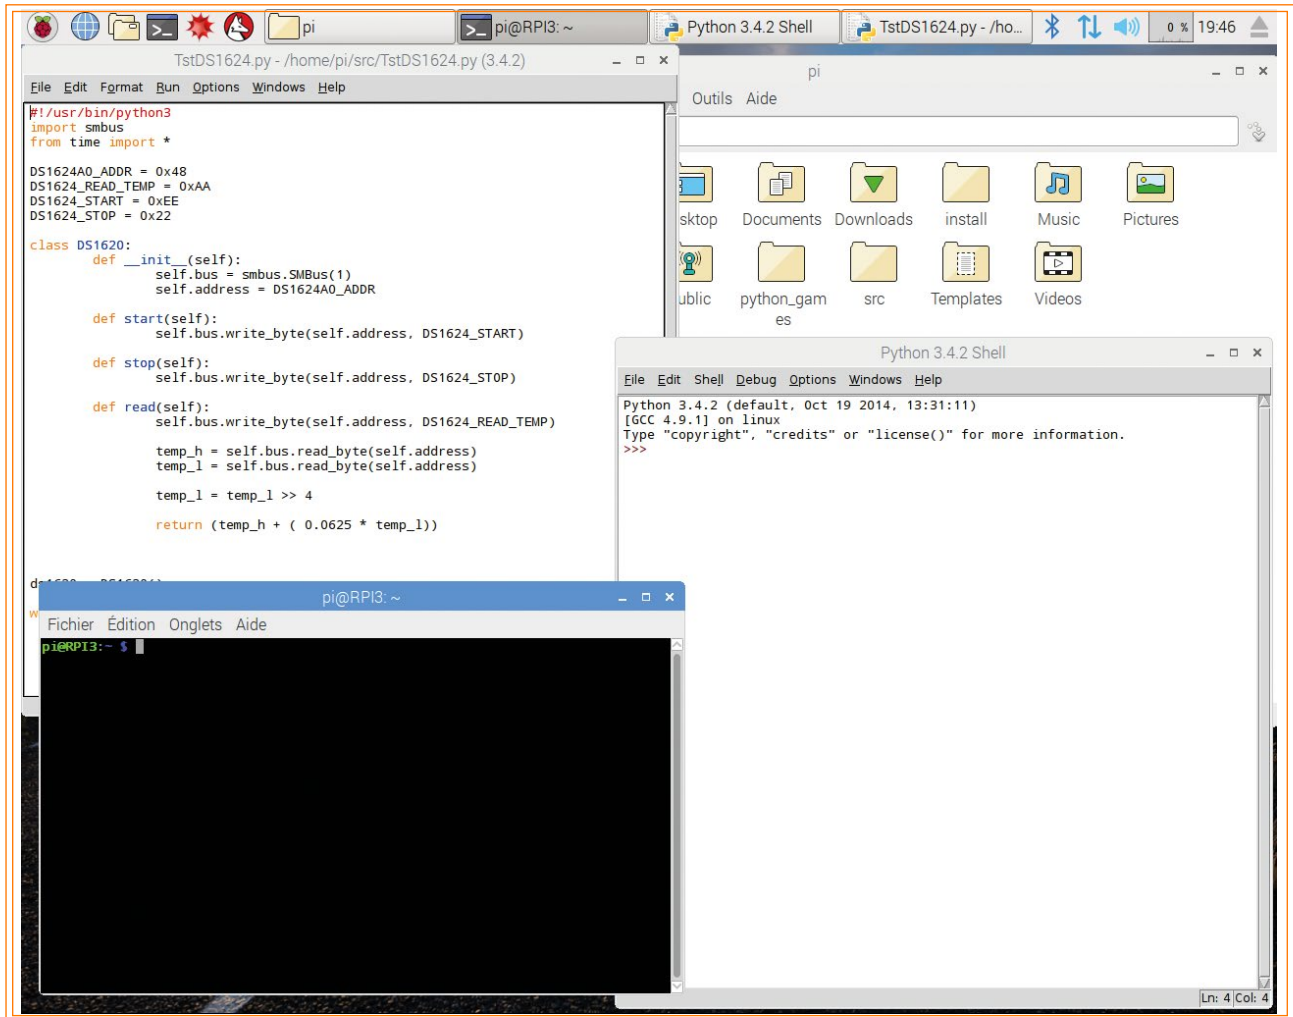 pi
pi@RPI3: ~
Python 3.4.2 Shell
TstDS1624.py - /ho...
0 %
19:46
TstDS1624.py - /home/pi/src/TstDS1624.py (3.4.2)
File Edit Format Run Options Windows Help
#!/usr/bin/python3
import smbus
from time import *
DS1624A0_ADDR = 0x48
DS1624_READ_TEMP = 0xAA
DS1624_START = 0xEE
DS1624_STOP = 0x22
class DS1620:
def __init__(self):
self.bus = smbus.SMBus(1)
self.address = DS1624A0_ADDR
def start(self):
self.bus.write_byte(self.address, DS1624_START)
def stop(self):
self.bus.write_byte(self.address, DS1624_STOP)
def read(self):
self.bus.write_byte(self.address, DS1624_READ_TEMP)
temp_h = self.bus.read_byte(self.address)
temp_l = self.bus.read_byte(self.address)
temp_l = temp_l >> 4
return (temp_h + ( 0.0625 * temp_l))
pi
Outils Aide
sktop Documents Downloads install Music Pictures
ublic python_gam
es src Templates Videos
Python 3.4.2 Shell
File Edit Shell Debug Options Windows Help
Python 3.4.2 (default, Oct 19 2014, 13:31:11)
[GCC 4.9.1] on linux
Type "copyright", "credits" or "license()" for more information.
>>>
Ln: 4 Col: 4
pi@RPI3: ~
Fichier Édition Onglets Aide
pi@RPI3:~ $